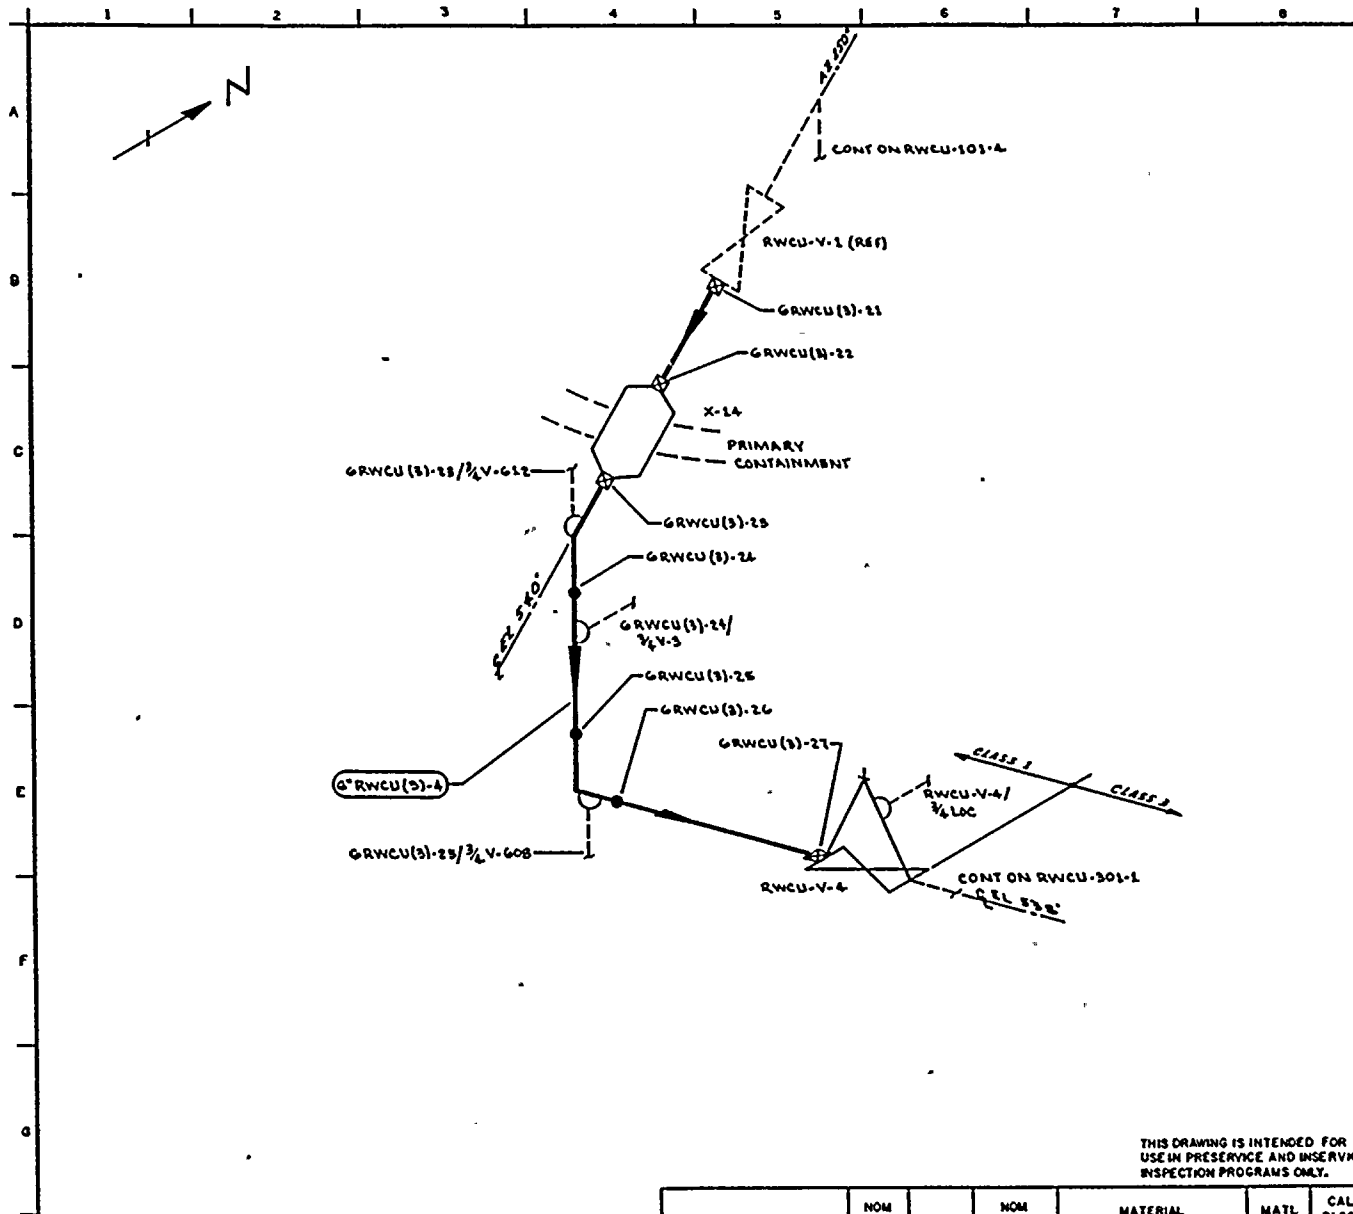 1 2 3 4 5 6 7 8
A
B
C
D
E
F
G
N
AZ 150°
CONT ON RWCU-101-4
RWCU-V-1 (REF)
6RWCU(3)-21
6RWCU(3)-22
X-14
PRIMARY
CONTAINMENT
6RWCU(3)-23/3/4V-612
6RWCU(3)-23
6RWCU(3)-24
6RWCU(3)-24/
3/4V-3
6RWCU(3)-25
6RWCU(3)-26
6RWCU(3)-27
6"RWCU(3)-4
CLASS 1
CLASS 3
RWCU-V-4/
3/4 LOC
6RWCU(3)-25/3/4V-608
RWCU-V-4
CONT ON RWCU-301-1
THIS DRAWING IS INTENDED FOR
USE IN PRESERVICE AND INSERVI
INSPECTION PROGRAMS ONLY.
NOM NOM MATERIAL MATL CAL